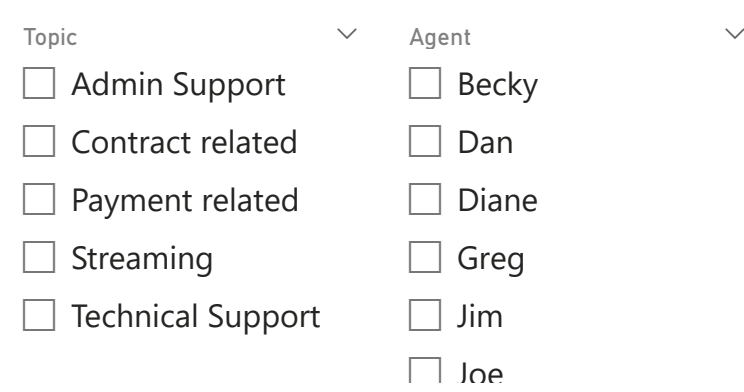 Topic
Admin Support
Contract related
Payment related
Streaming
Technical Support
Agent
Becky
Dan
Diane
Greg
Jim
Joe